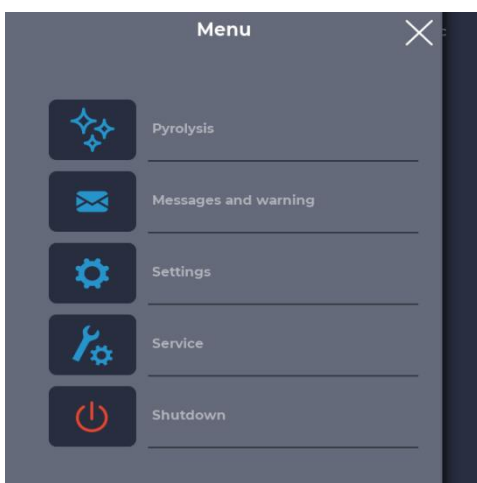 Menu
Pyrolysis
Messages and warning
Settings
Service
Shutdown